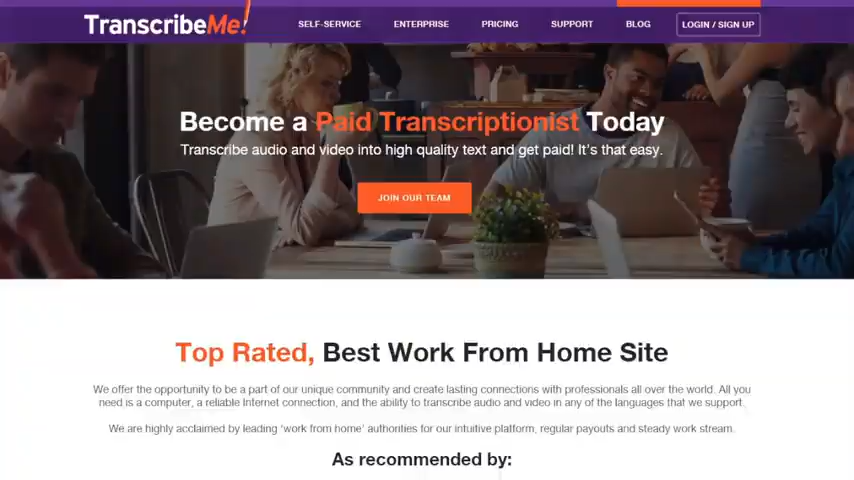 TranscribeMe!
SELF-SERVICE ENTERPRISE PRICING SUPPORT BLOG LOGIN / SIGN UP
Become a Paid Transcriptionist Today
Transcribe audio and video into high quality text and get paid! It's that easy.
JOIN OUR TEAM
Top Rated, Best Work From Home Site
We offer the opportunity to be a part of our unique community and create lasting connections with professionals all over the world. All you
need is a computer, a reliable Internet connection, and the ability to transcribe audio and video in any of the languages that we support.
We are highly acclaimed by leading 'work from home' authorities for our intuitive platform, regular payouts and steady work stream.
As recommended by: